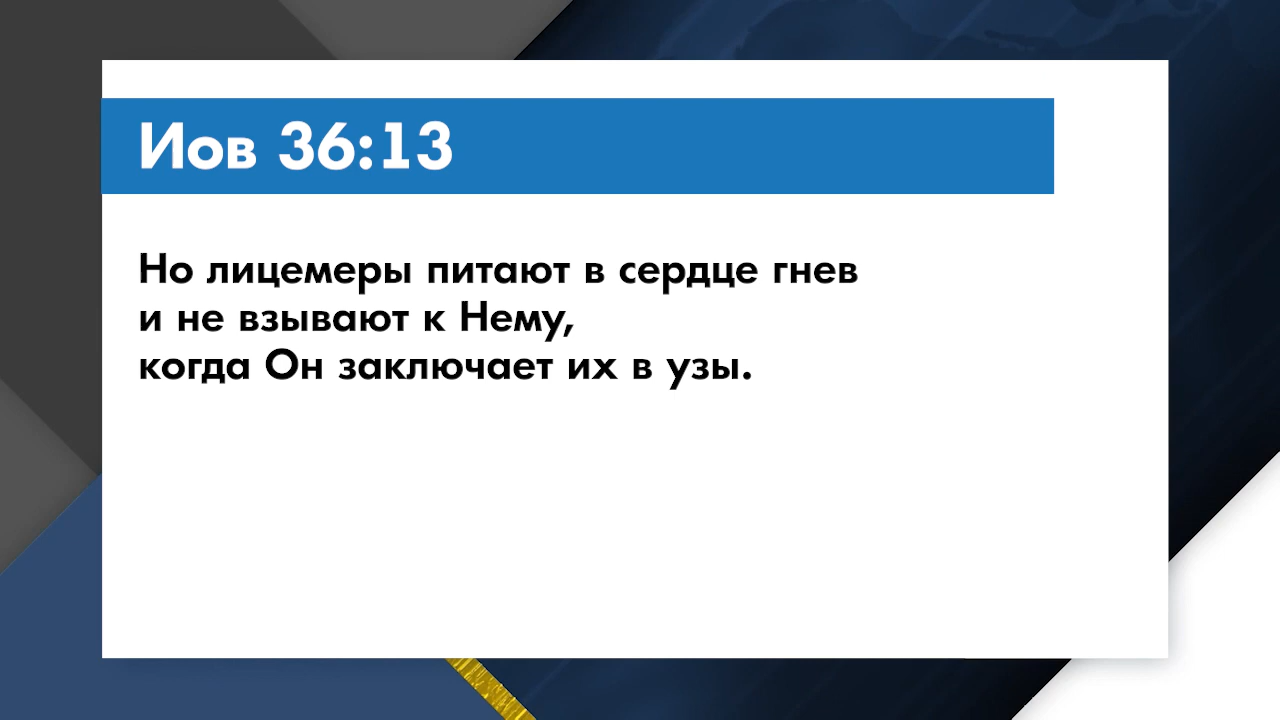 Иов 36:13
Но лицемеры питают в сердце гнев
и не взывают к Нему,
когда Он заключает их в узы.